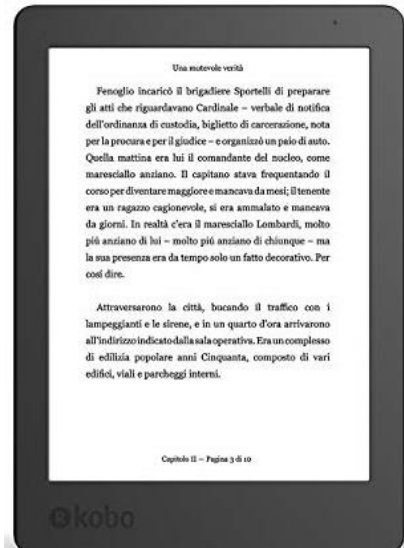 Una mutevole verità
Fenoglio incaricò il brigadiere Sportelli di preparare
gli atti che riguardavano Cardinale – verbale di notifica
dell'ordinanza di custodia, biglietto di carcerazione, nota
per la procura e per il giudice – e organizzò un paio di auto.
Quella mattina era lui il comandante del nucleo, come
maresciallo anziano. Il capitano stava frequentando il
corso per diventare maggiore e mancava da mesi; il tenente
era un ragazzo cagionevole, si era ammalato e mancava
da giorni. In realtà c'era il maresciallo Lombardi, molto
piú anziano di lui – molto piú anziano di chiunque – ma
la sua presenza era da tempo solo un fatto decorativo. Per
cosí dire.
Attraversarono la città, bucando il traffico con i
lampeggianti e le sirene, e in un quarto d'ora arrivarono
all'indirizzo indicato dalla sala operativa. Era un complesso
di edilizia popolare anni Cinquanta, composto di vari
edifici, viali e parcheggi interni.
Capitolo II – Pagina 3 di 10
kobo